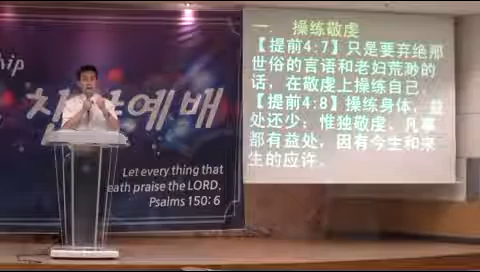 ship
찬양예배
Let every thing that
eath praise the LORD,
Psalms 150:6
一. 操练敬虔
【提前4:7】只是要弃绝那
世俗的言语和老妇荒渺的
话，在敬虔上操练自己。
【提前4:8】操练身体，益
处还少；惟独敬虔、凡事
都有益处，因有今生和来
生的应许。